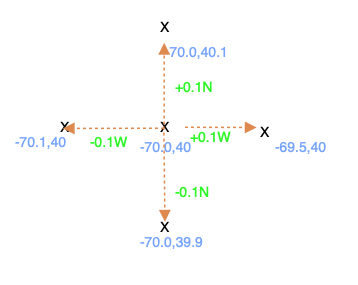 X
70.0,40.1
+0.1N
X
X
+0.1W
X
-70.1,40
-0.1W
-70.0,40
-69.5,40
-0.1N
X
-70.0,39.9